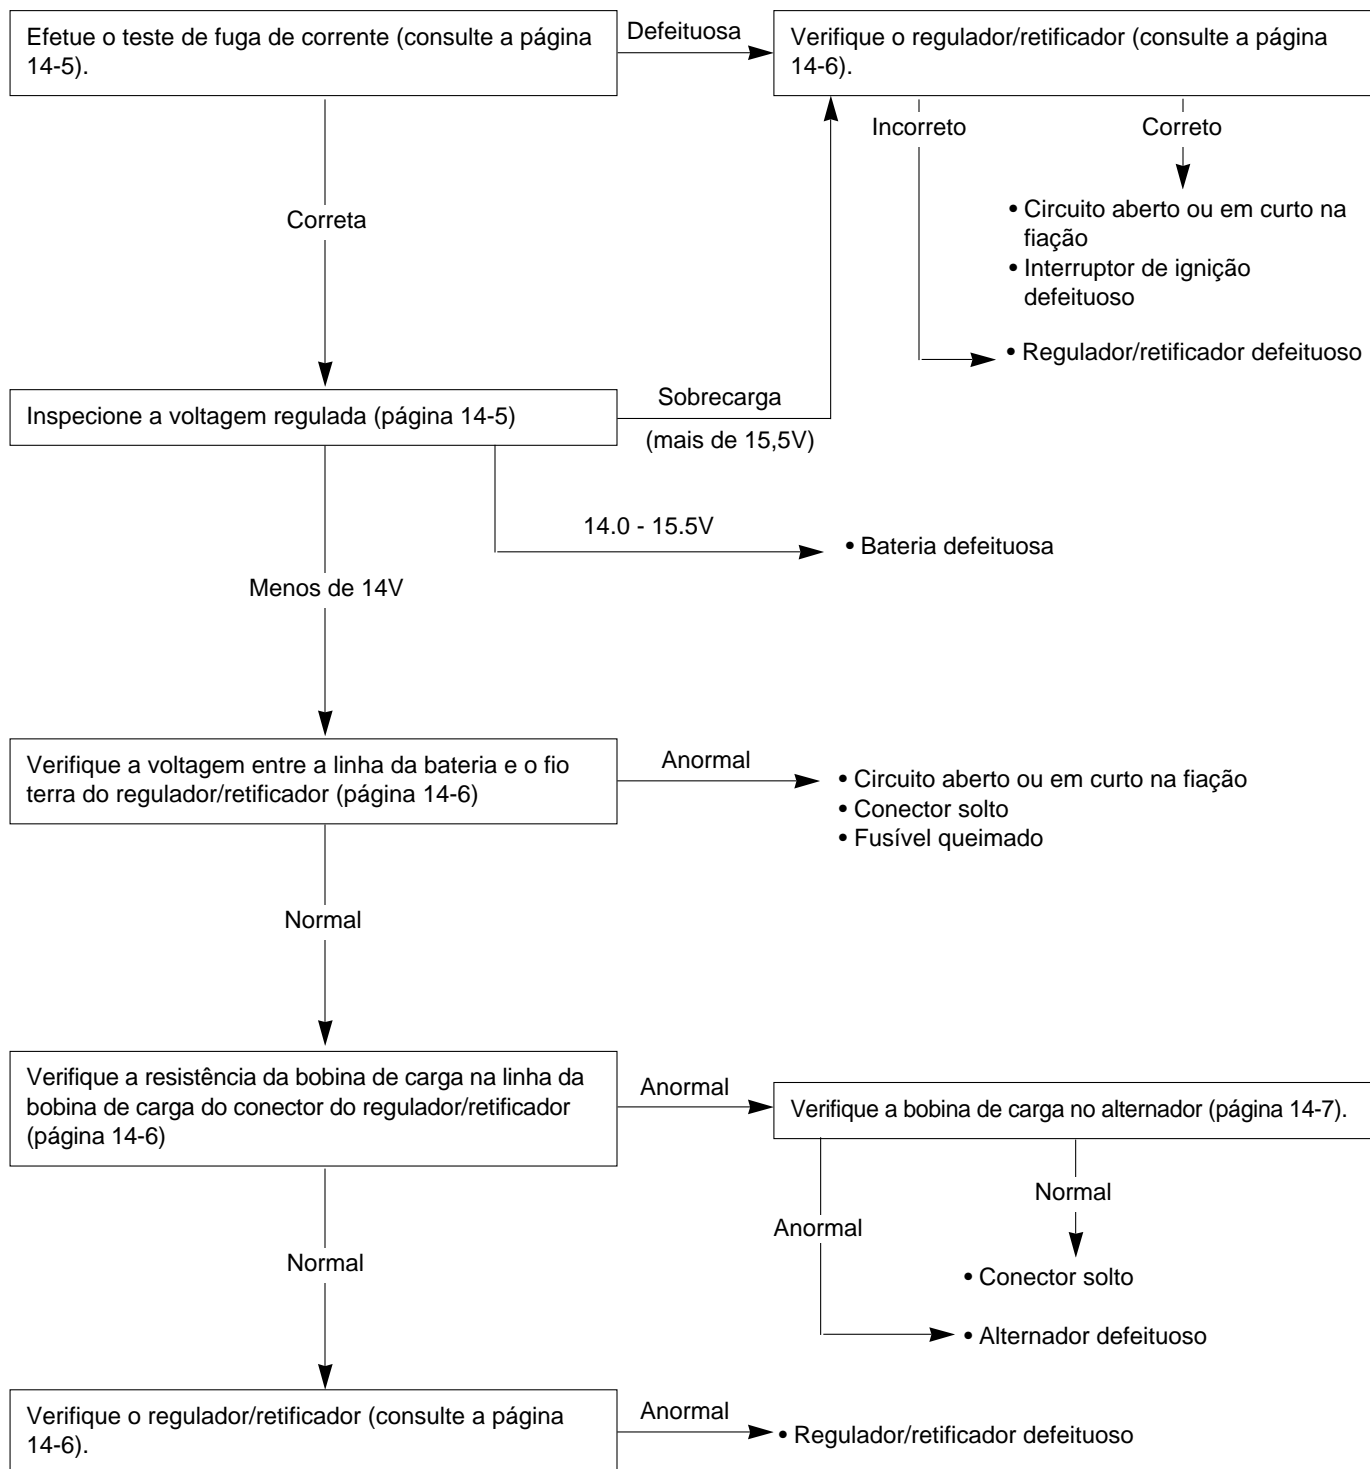 Efetue o teste de fuga de corrente (consulte a página
14-5).
Defeituosa
Verifique o regulador/retificador (consulte a página
14-6).
Incorreto
Correto
• Circuito aberto ou em curto na
fiação
• Interruptor de ignição
defeituoso
• Regulador/retificador defeituoso
Correta
Inspecione a voltagem regulada (página 14-5)
Sobrecarga
(mais de 15,5V)
14.0 - 15.5V
• Bateria defeituosa
Menos de 14V
Verifique a voltagem entre a linha da bateria e o fio
terra do regulador/retificador (página 14-6)
Anormal
• Circuito aberto ou em curto na fiação
• Conector solto
• Fusível queimado
Normal
Verifique a resistência da bobina de carga na linha da
bobina de carga do conector do regulador/retificador
(página 14-6)
Anormal
Verifique a bobina de carga no alternador (página 14-7).
Normal
Anormal
• Conector solto
• Alternador defeituoso
Normal
Verifique o regulador/retificador (consulte a página
14-6).
Anormal
• Regulador/retificador defeituoso